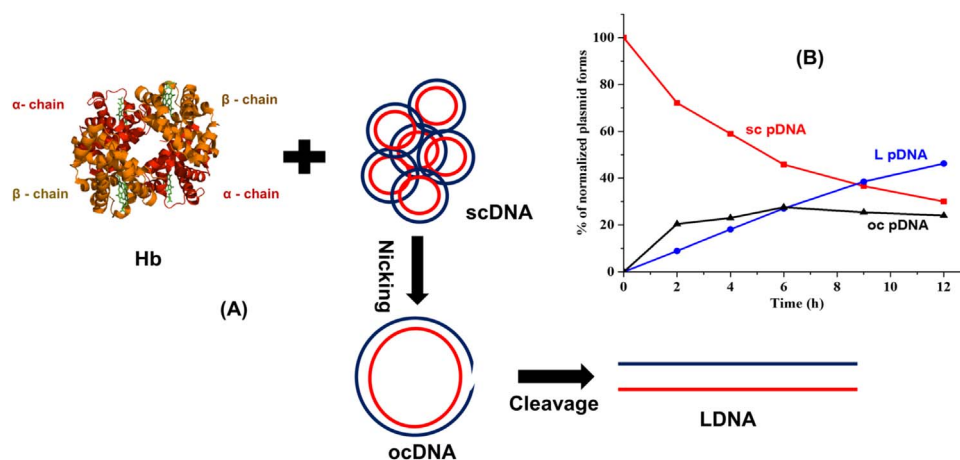 α- chain
β - chain
β - chain
α - chain
Hb
(A)
scDNA
Nicking
ocDNA
Cleavage
LDNA
(B)
% of normalized plasmid forms
100
80
60
40
20
0
sc pDNA
L pDNA
oc pDNA
0 2 4 6 8 10 12
Time (h)